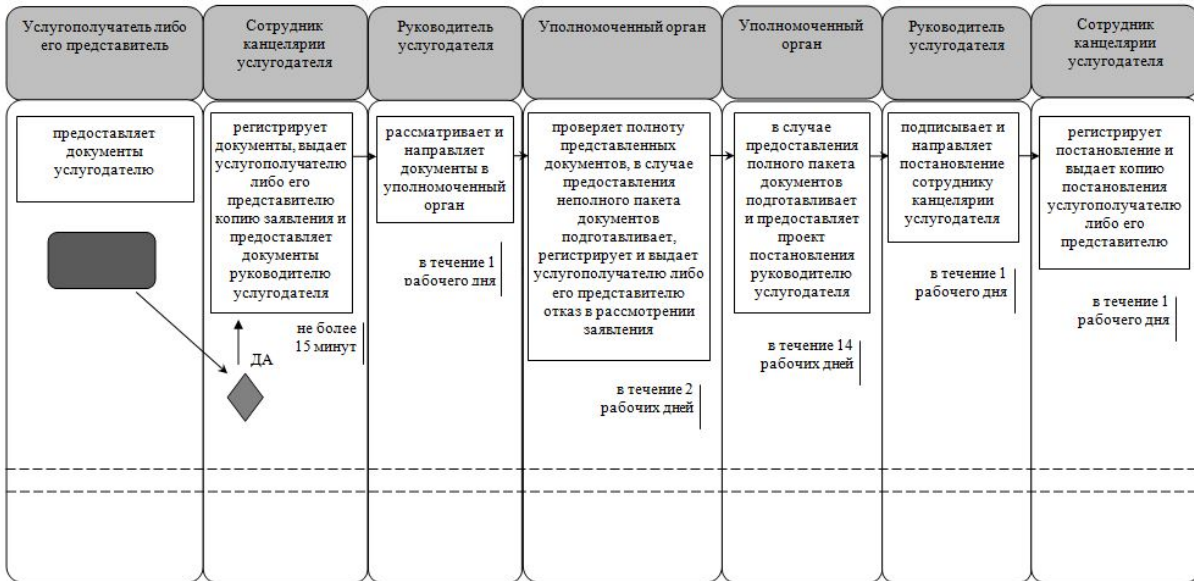 Услугополучатель либо
его представитель
Сотрудник
канцелярии
услугодателя
Руководитель
услугодателя
Уполномоченный орган
Уполномоченный
орган
Руководитель
услугодателя
Сотрудник
канцелярии
услугодателя
предоставляет
документы
услугодателю
регистрирует
документы, выдает
услугополучателю
либо его
представителю
копию заявления и
предоставляет
документы
руководителю
услугодателя
не более
15 минут
ДА
рассматривает и
направляет
документы в
уполномоченный
орган
в течение 1
рабочего дня
проверяет полноту
представленных
документов, в случае
предоставления
неполного пакета
документов
подготавливает,
регистрирует и выдает
услугополучателю либо
его представителю
отказ в рассмотрении
заявления
в течение 2
рабочих дней
в случае
предоставления
полного пакета
документов
подготавливает
и предоставляет
проект
постановления
руководителю
услугодателя
в течение 14
рабочих дней
подписывает и
направляет
постановление
сотруднику
канцелярии
услугодателя
в течение 1
рабочего дня
регистрирует
постановление и
выдает копию
постановления
услугополучателю
либо его
представителю
в течение 1
рабочего дня